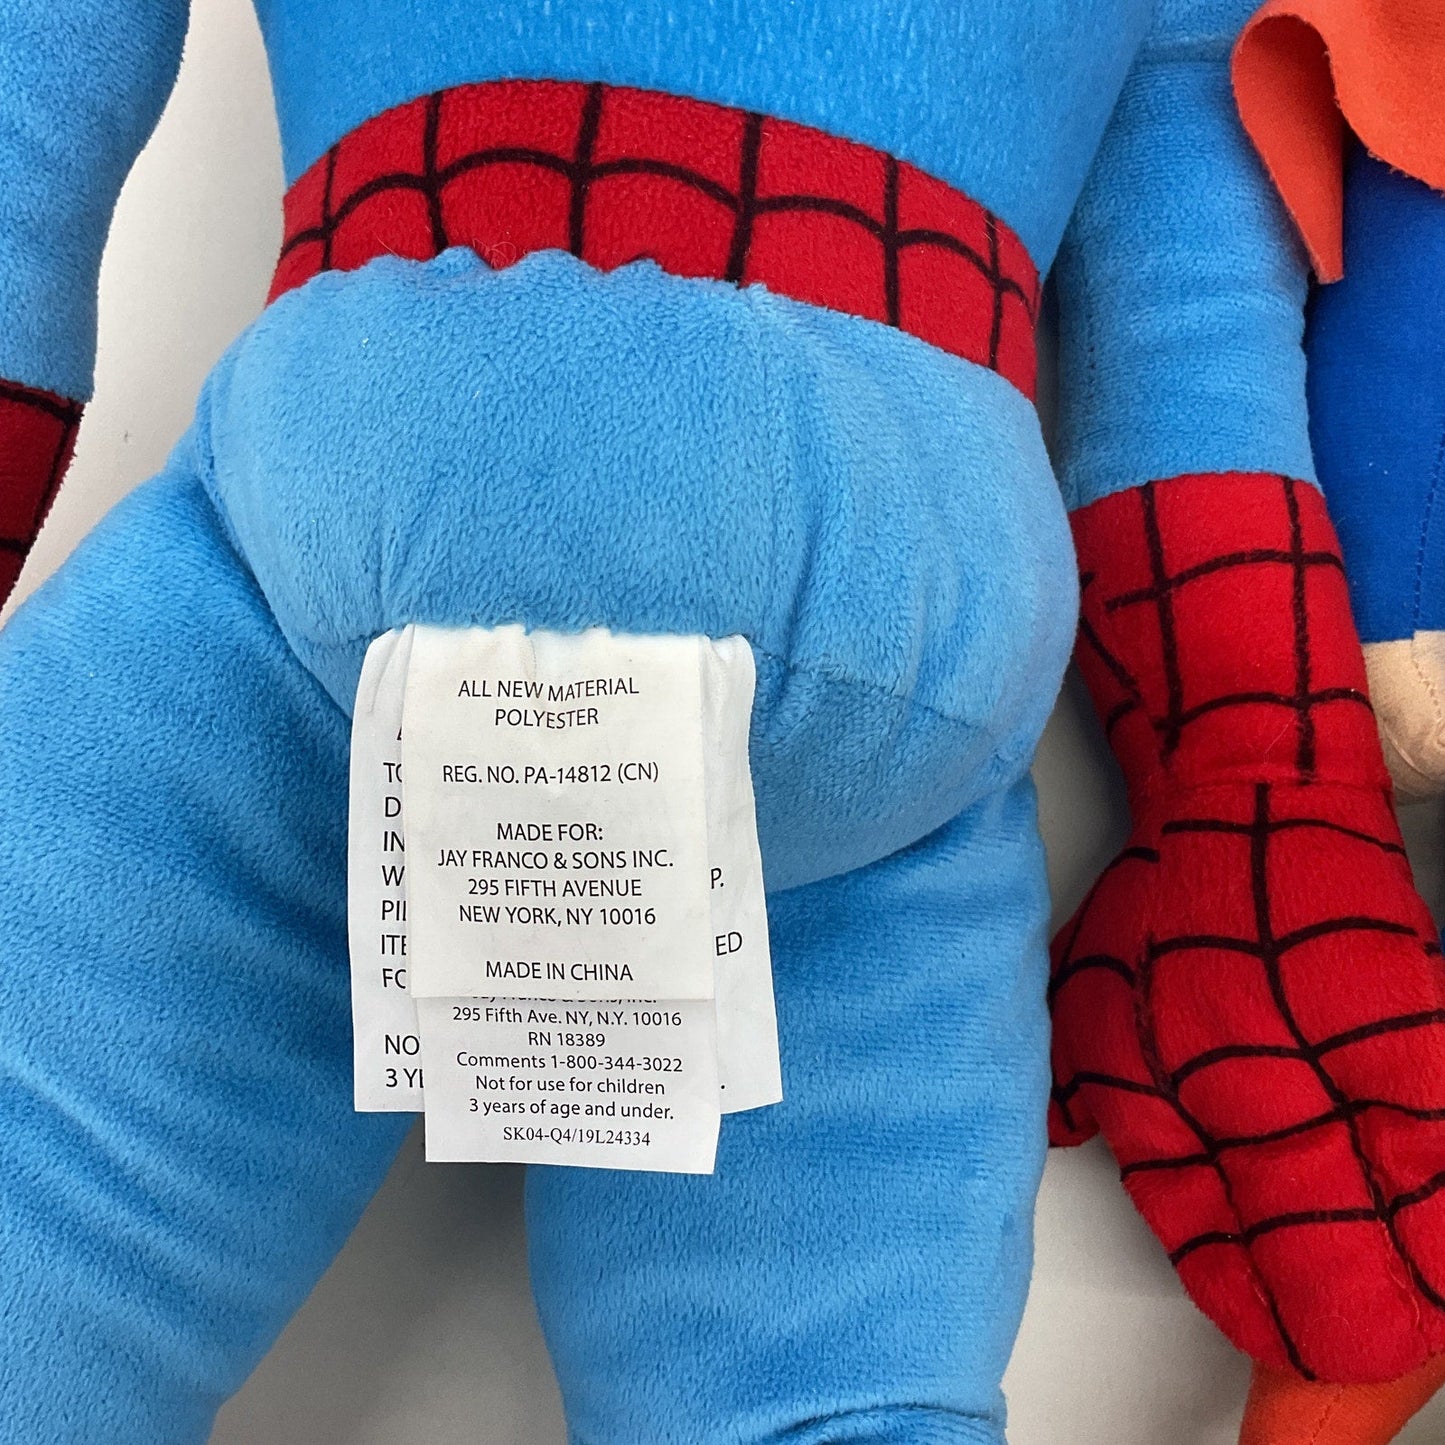 ALL NEW MATERIAL
POLYESTER
REG. NO. PA-14812 (CN)
MADE FOR:
JAY FRANCO & SONS INC.
295 FIFTH AVENUE
NEW YORK, NY 10016
MADE IN CHINA
295 Fifth Ave. NY, N.Y. 10016
RN 18389
Comments 1-800-344-3022
Not for use for children
3 years of age and under.
SK04-Q4/19L24334